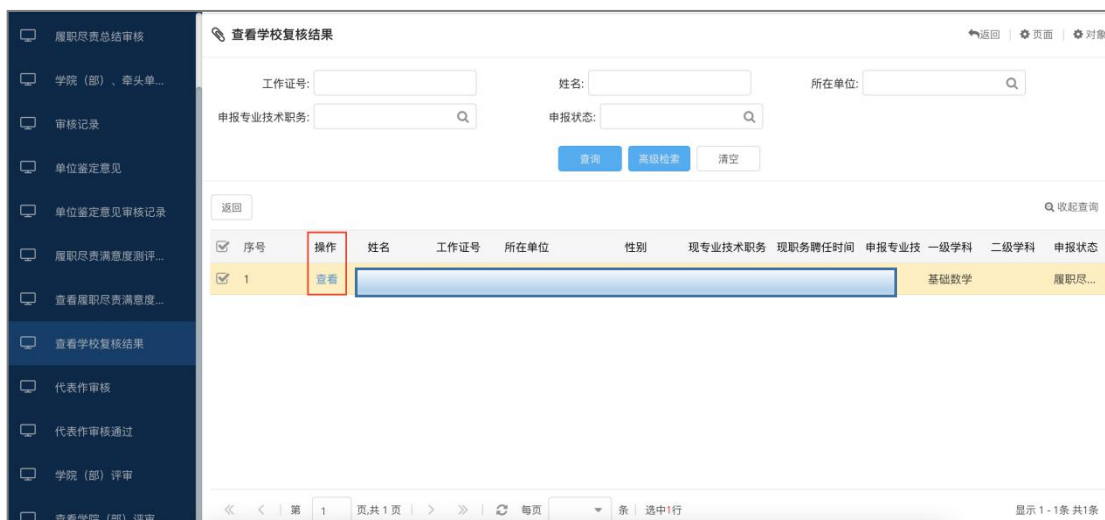 履职尽责总结审核
学院（部）、牵头单...
审核记录
单位鉴定意见
单位鉴定意见审核记录
履职尽责满意度测评...
查看履职尽责满意度...
查看学校复核结果
代表作审核
代表作审核通过
学院（部）评审
查看学院（部）评审
查看学校复核结果
返回 | 页面 | 对象
工作证号: 姓名: 所在单位:
申报专业技术职务: 申报状态:
查询 高级检索 清空
返回 收起查询
序号 操作 姓名 工作证号 所在单位 性别 现专业技术职务 现职务聘任时间 申报专业技 一级学科 二级学科 申报状态
1 查看 基础数学 履职尽...
第 1 页,共 1 页 每页 条 选中1行 显示 1 - 1条 共1条